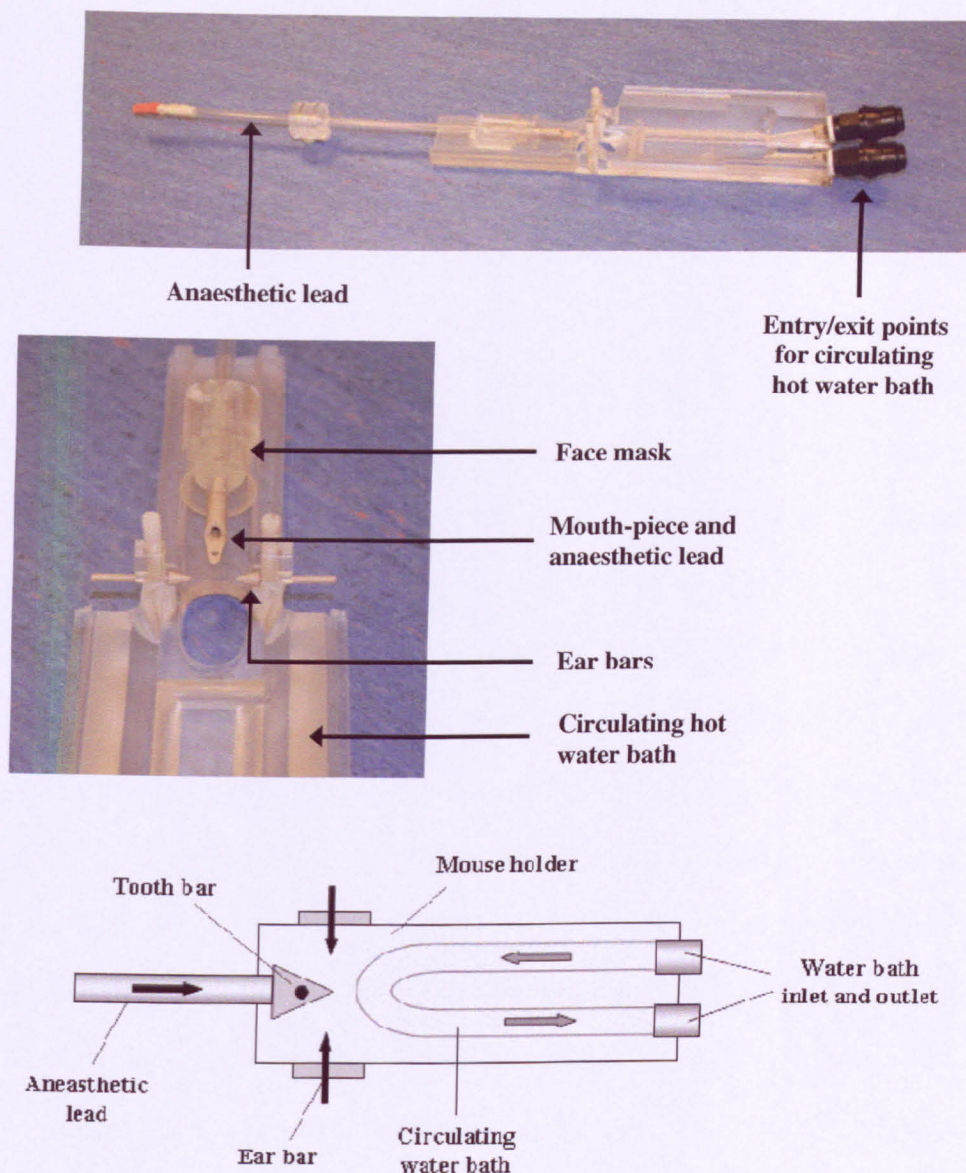 Anaesthetic lead
Entry/exit points
for circulating
hot water bath
Face mask
Mouth-piece and
anaesthetic lead
Ear bars
Circulating hot
water bath
Mouse holder
Tooth bar
Water bath
inlet and outlet
Aneasthetic
lead
Ear bar
Circulating
water bath